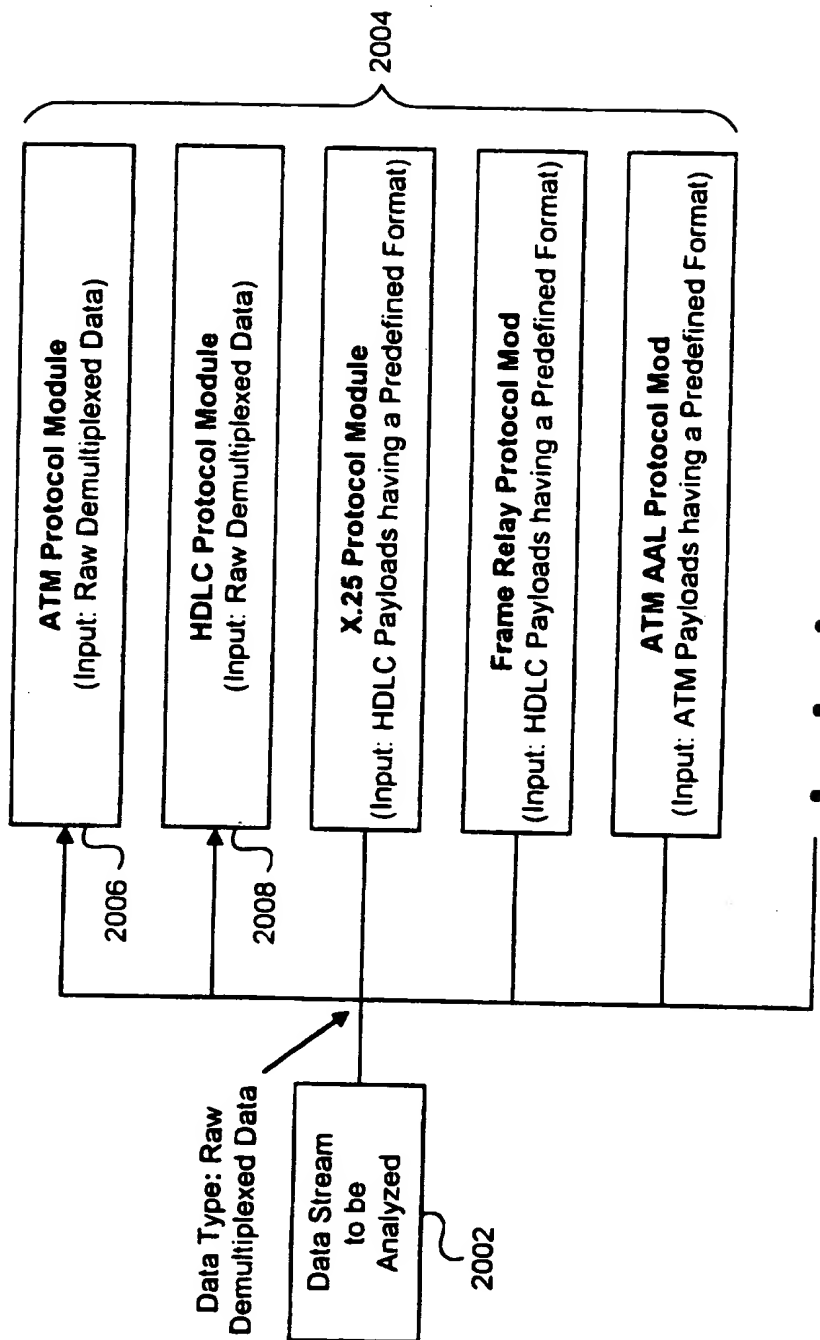 Data Type: Raw
Demultiplexed Data
Data Stream
to be
Analyzed
2002
ATM Protocol Module
(Input: Raw Demultiplexed Data)
2006
HDLC Protocol Module
(Input: Raw Demultiplexed Data)
2008
X.25 Protocol Module
(Input: HDLC Payloads having a Predefined Format)
Frame Relay Protocol Mod
(Input: HDLC Payloads having a Predefined Format)
ATM AAL Protocol Mod
(Input: ATM Payloads having a Predefined Format)
2004